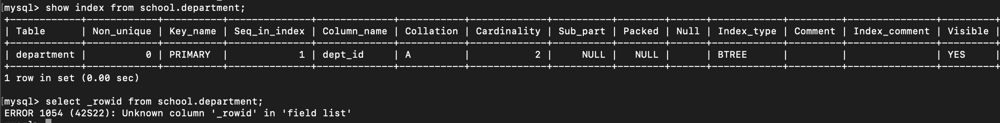 [mysql> show index from school.department;
+------------+------------+----------+--------------+-------------+-----------+-------------+----------+--------+------+------------+---------+---------------+---------+
| Table      | Non_unique | Key_name | Seq_in_index | Column_name | Collation | Cardinality | Sub_part | Packed | Null | Index_type | Comment | Index_comment | Visible |
+------------+------------+----------+--------------+-------------+-----------+-------------+----------+--------+------+------------+---------+---------------+---------+
| department |          0 | PRIMARY  |            1 | dept_id     | A         |           2 |     NULL |   NULL |      | BTREE      |         |               | YES     |
+------------+------------+----------+--------------+-------------+-----------+-------------+----------+--------+------+------------+---------+---------------+---------+
1 row in set (0.00 sec)
[mysql> select _rowid from school.department;
ERROR 1054 (42S22): Unknown column '_rowid' in 'field list'
mysql>